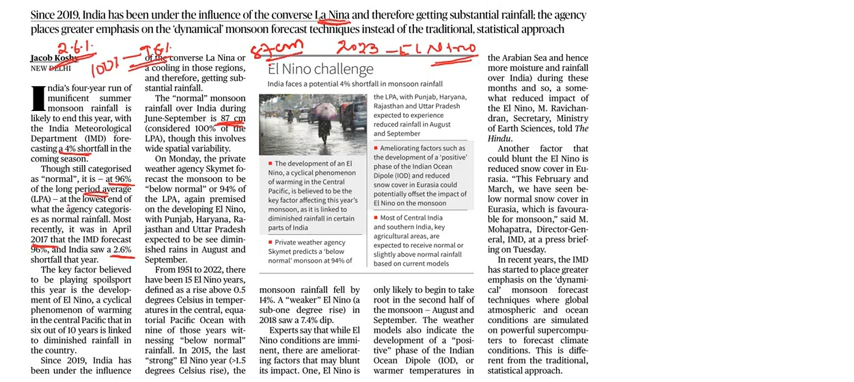 Since 2019, India has been under the influence of the converse La Nina and therefore getting substantial rainfall; the agency
places greater emphasis on the 'dynamical' monsoon forecast techniques instead of the traditional, statistical approach
2.6%
87cm
2023 - El Nino
Jacob Koshy
NEW DELHI
India's four-year run of
munificent summer
monsoon rainfall is
likely to end this year, with
the India Meteorological
Department (IMD) fore-
casting a 4% shortfall in the
coming season.
Though still categorised
as "normal", it is – at 96%
of the long period average
(LPA) – at the lowest end of
what the agency categoris-
es as normal rainfall. Most
recently, it was in April
2017 that the IMD forecast
96%, and India saw a 2.6%
shortfall that year.
The key factor believed
to be playing spoilsport
this year is the develop-
ment of El Nino, a cyclical
phenomenon of warming
in the central Pacific that in
six out of 10 years is linked
to diminished rainfall in
the country.
Since 2019, India has
been under the influence
of the converse La Nina or
a cooling in those regions,
and therefore, getting sub-
stantial rainfall.
The "normal" monsoon
rainfall over India during
June-September is 87 cm
(considered 100% of the
LPA), though this involves
wide spatial variability.
On Monday, the private
weather agency Skymet fo-
recast the monsoon to be
"below normal" or 94% of
the LPA, again premised
on the developing El Nino,
with Punjab, Haryana, Ra-
jasthan and Uttar Pradesh
expected to see dimin-
ished rains in August and
September.
From 1951 to 2022, there
have been 15 El Nino years,
defined as a rise above 0.5
degrees Celsius in temper-
atures in the central, equa-
torial Pacific Ocean with
nine of those years wit-
nessing "below normal"
rainfall. In 2015, the last
"strong" El Nino year (>1.5
degrees Celsius rise), the
El Nino challenge
India faces a potential 4% shortfall in monsoon rainfall
The development of an El
Nino, a cyclical phenomenon
of warming in the Central
Pacific, is believed to be the
key factor affecting this year's
monsoon, as it is linked to
diminished rainfall in certain
parts of India
Private weather agency
Skymet predicts a 'below
normal' monsoon at 94% of
the LPA, with Punjab, Haryana,
Rajasthan and Uttar Pradesh
expected to experience
reduced rainfall in August
and September
Ameliorating factors such as
the development of a 'positive'
phase of the Indian Ocean
Dipole (IOD) and reduced
snow cover in Eurasia could
potentially offset the impact of
El Nino on the monsoon
Most of Central India
and southern India, key
agricultural areas, are
expected to receive normal or
slightly above normal rainfall
based on current models
monsoon rainfall fell by
14%. A "weaker" El Nino (a
sub-one degree rise) in
2018 saw a 7.4% dip.
Experts say that while El
Nino conditions are immi-
nent, there are ameliorat-
ing factors that may blunt
its impact. One, El Nino is
only likely to begin to take
root in the second half of
the monsoon – August and
September. The weather
models also indicate the
development of a "posi-
tive" phase of the Indian
Ocean Dipole (IOD, or
warmer temperatures in
the Arabian Sea and hence
more moisture and rainfall
over India) during these
months and so, a some-
what reduced impact of
the El Nino, M. Ravichan-
dran, Secretary, Ministry
of Earth Sciences, told The
Hindu.
Another factor that
could blunt the El Nino is
reduced snow cover in Eu-
rasia. "This February and
March, we have seen be-
low normal snow cover in
Eurasia, which is favoura-
ble for monsoon," said M.
Mohapatra, Director-Gen-
eral, IMD, at a press brief-
ing on Tuesday.
In recent years, the IMD
has started to place greater
emphasis on the 'dynami-
cal' monsoon forecast
techniques where global
atmospheric and ocean
conditions are simulated
on powerful supercompu-
ters to forecast climate
conditions. This is diffe-
rent from the traditional,
statistical approach.